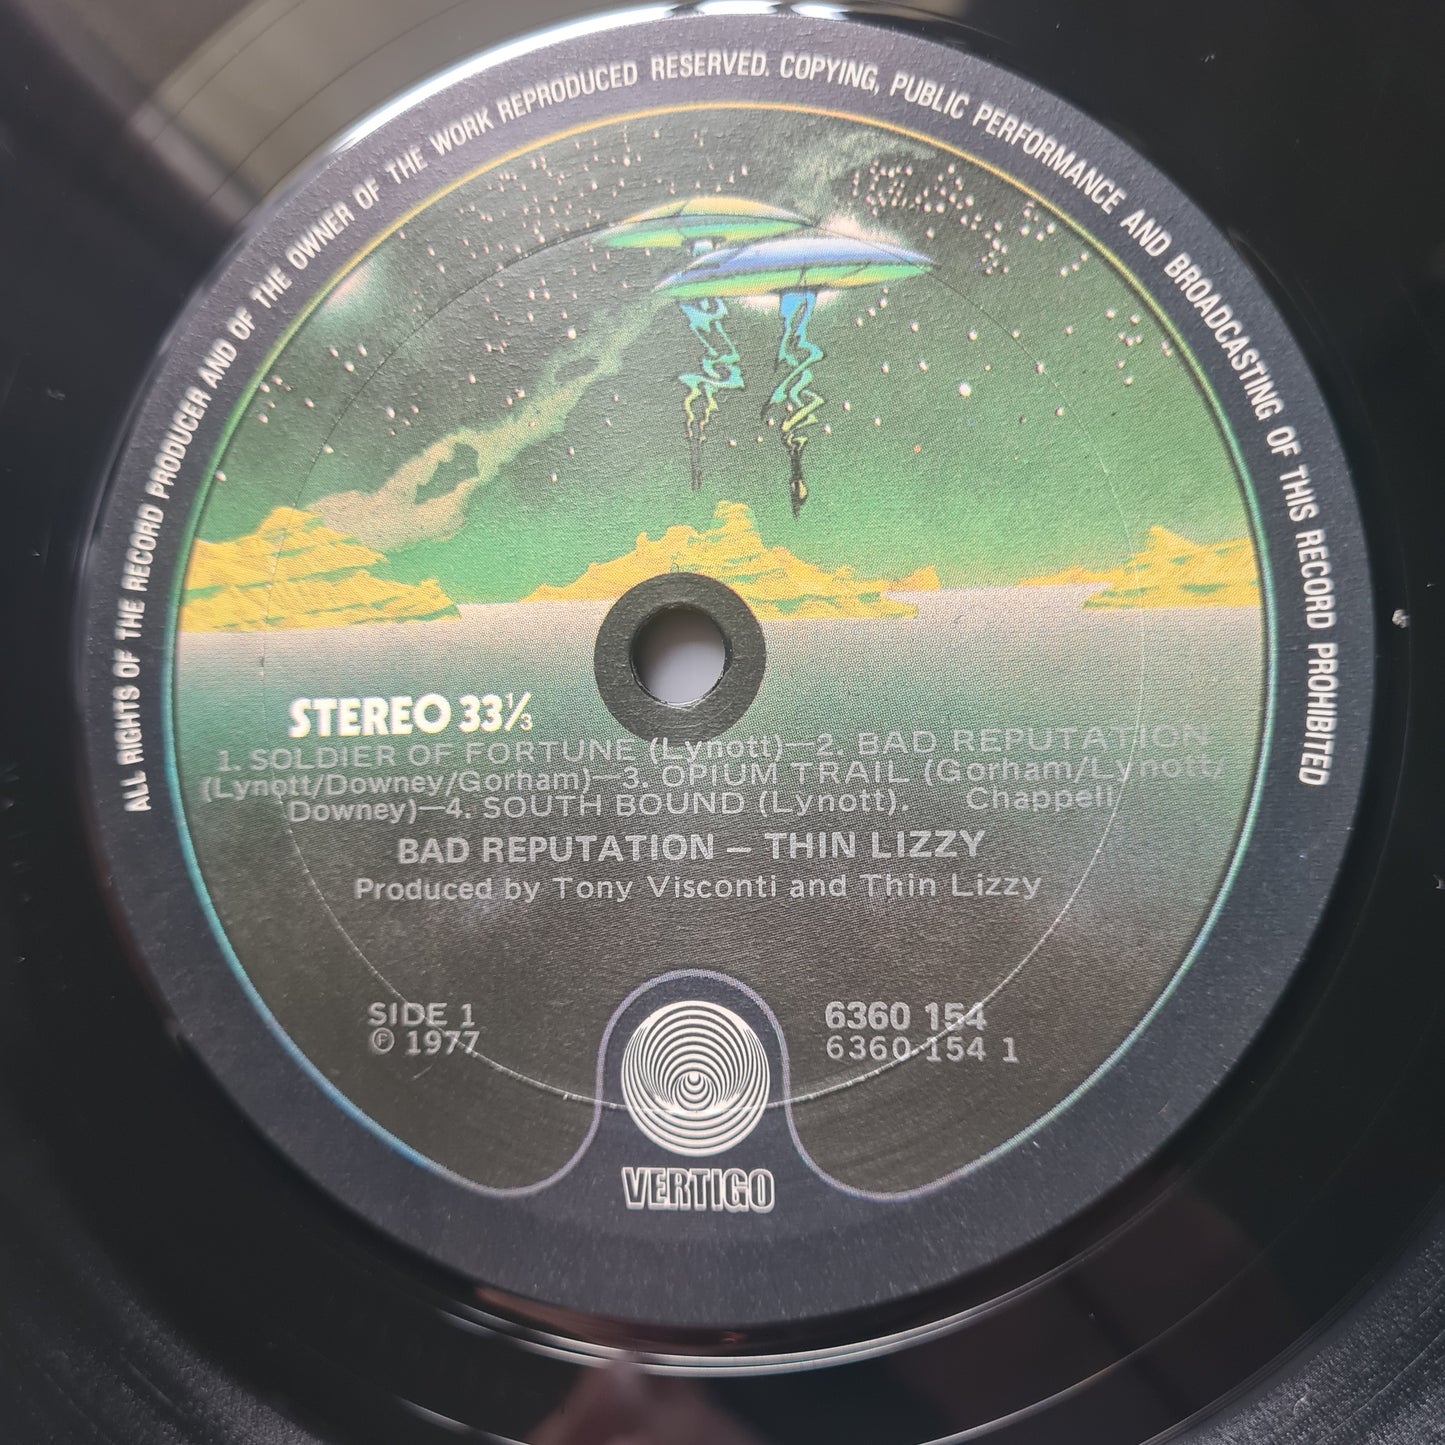 ALL RIGHTS OF THE RECORD PRODUCER AND OF THE OWNER OF THE WORK REPRODUCED RESERVED. COPYING, PUBLIC PERFORMANCE AND BROADCASTING OF THIS RECORD PROHIBITED
STEREO 33⅓
1. SOLDIER OF FORTUNE (Lynott)—2. BAD REPUTATION
(Lynott/Downey/Gorham)—3. OPIUM TRAIL (Gorham/Lynott/
Downey)—4. SOUTH BOUND (Lynott). Chappell
BAD REPUTATION — THIN LIZZY
Produced by Tony Visconti and Thin Lizzy
SIDE 1
Ⓟ 1977
6360 154
6360 154 1
VERTIGO